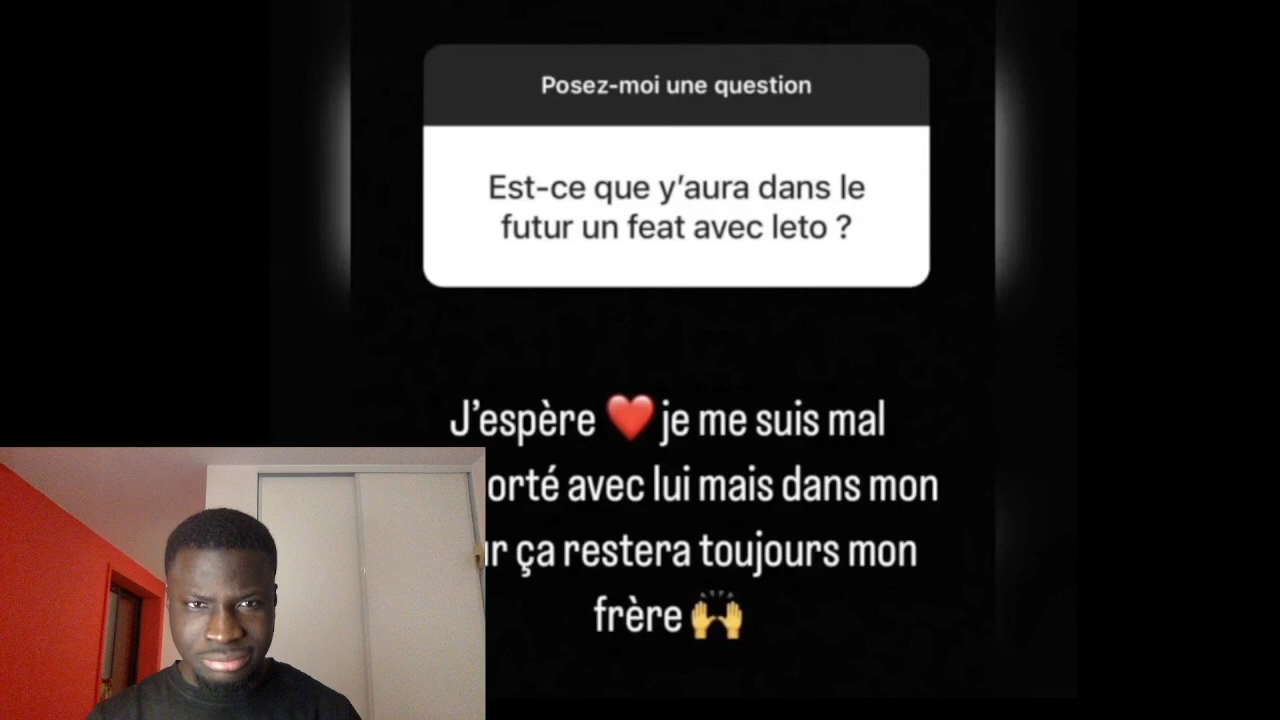 Posez-moi une question
Est-ce que y’aura dans le
futur un feat avec leto ?
J’espère ❤️ je me suis mal
orté avec lui mais dans mon
ur ça restera toujours mon
frère 🙌